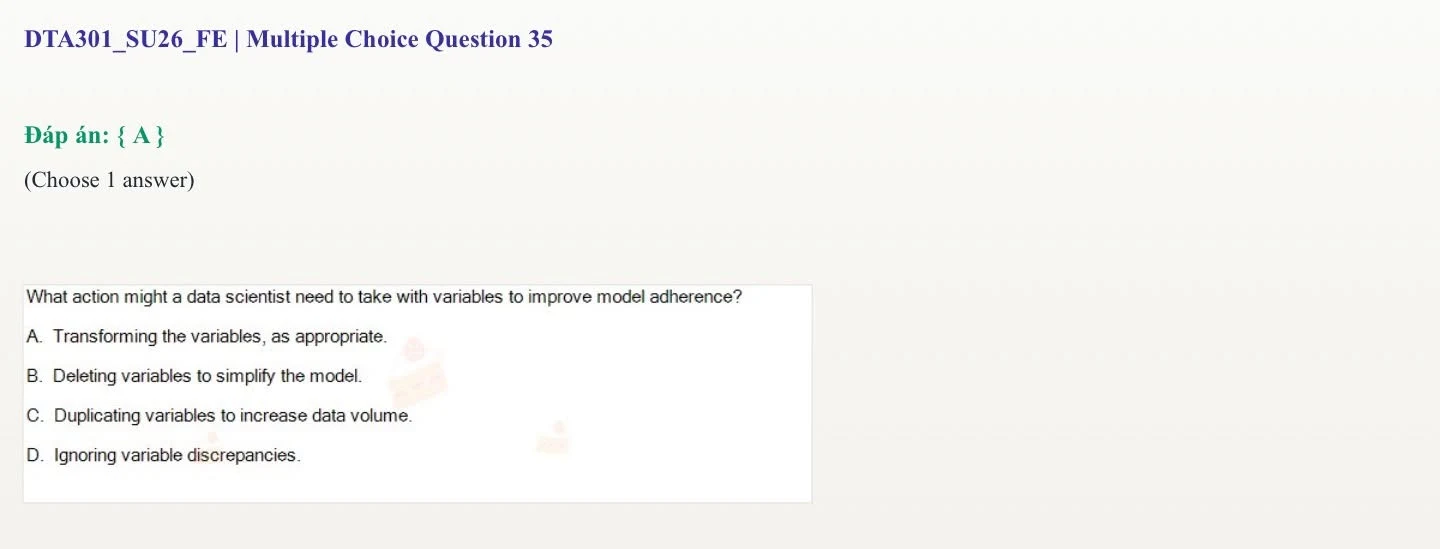 DTA301_SU26_FE | Multiple Choice Question 35
Đáp án: { A }
(Choose 1 answer)
What action might a data scientist need to take with variables to improve model adherence?
A. Transforming the variables, as appropriate.
B. Deleting variables to simplify the model.
C. Duplicating variables to increase data volume.
D. Ignoring variable discrepancies.